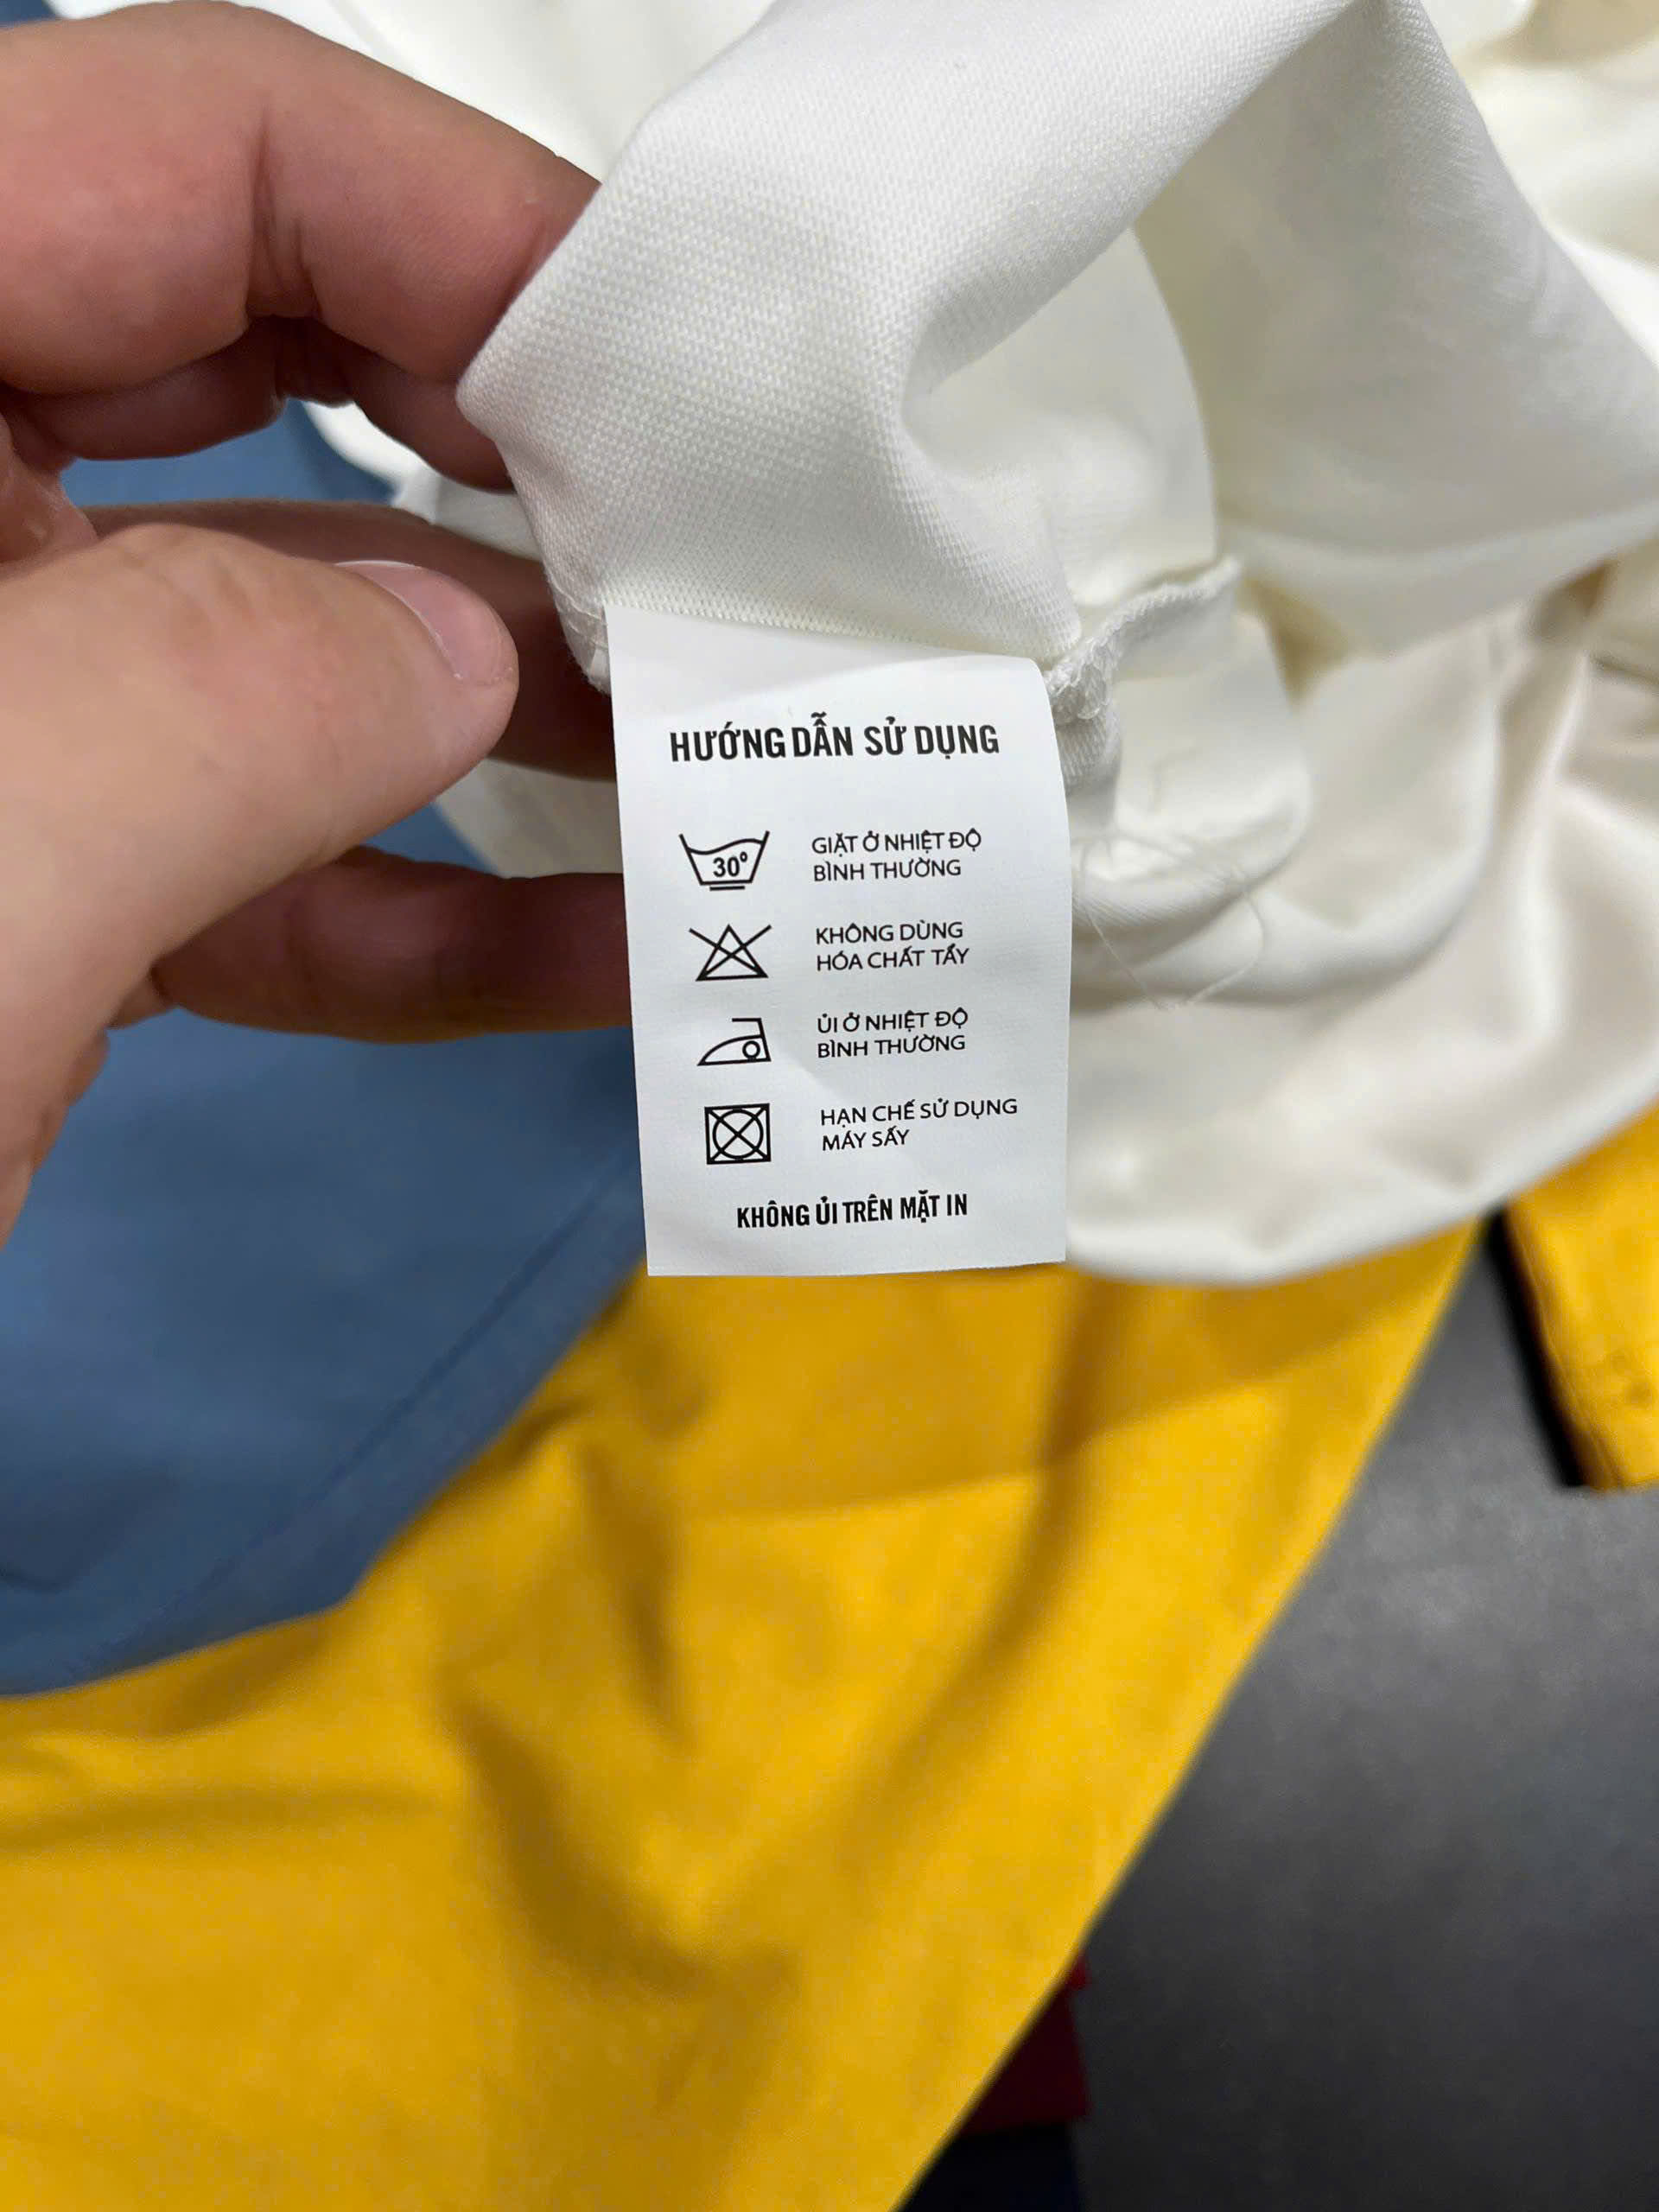 HƯỚNG DẪN SỬ DỤNG
30°
GIẶT Ở NHIỆT ĐỘ
BÌNH THƯỜNG
KHÔNG DÙNG
HÓA CHẤT TẨY
ỦI Ở NHIỆT ĐỘ
BÌNH THƯỜNG
HẠN CHẾ SỬ DỤNG
MÁY SẤY
KHÔNG ỦI TRÊN MẶT IN